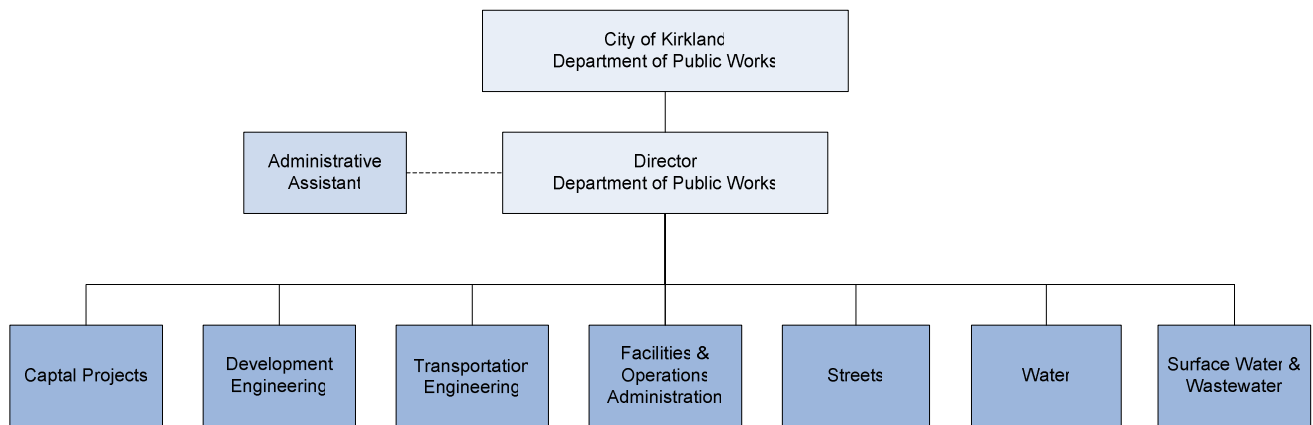 City of Kirkland
Department of Public Works
Administrative
Assistant
Director
Department of Public Works
Captal Projects
Development
Engineering
Transportation
Engineering
Facilities &
Operations
Administration
Streets
Water
Surface Water &
Wastewater